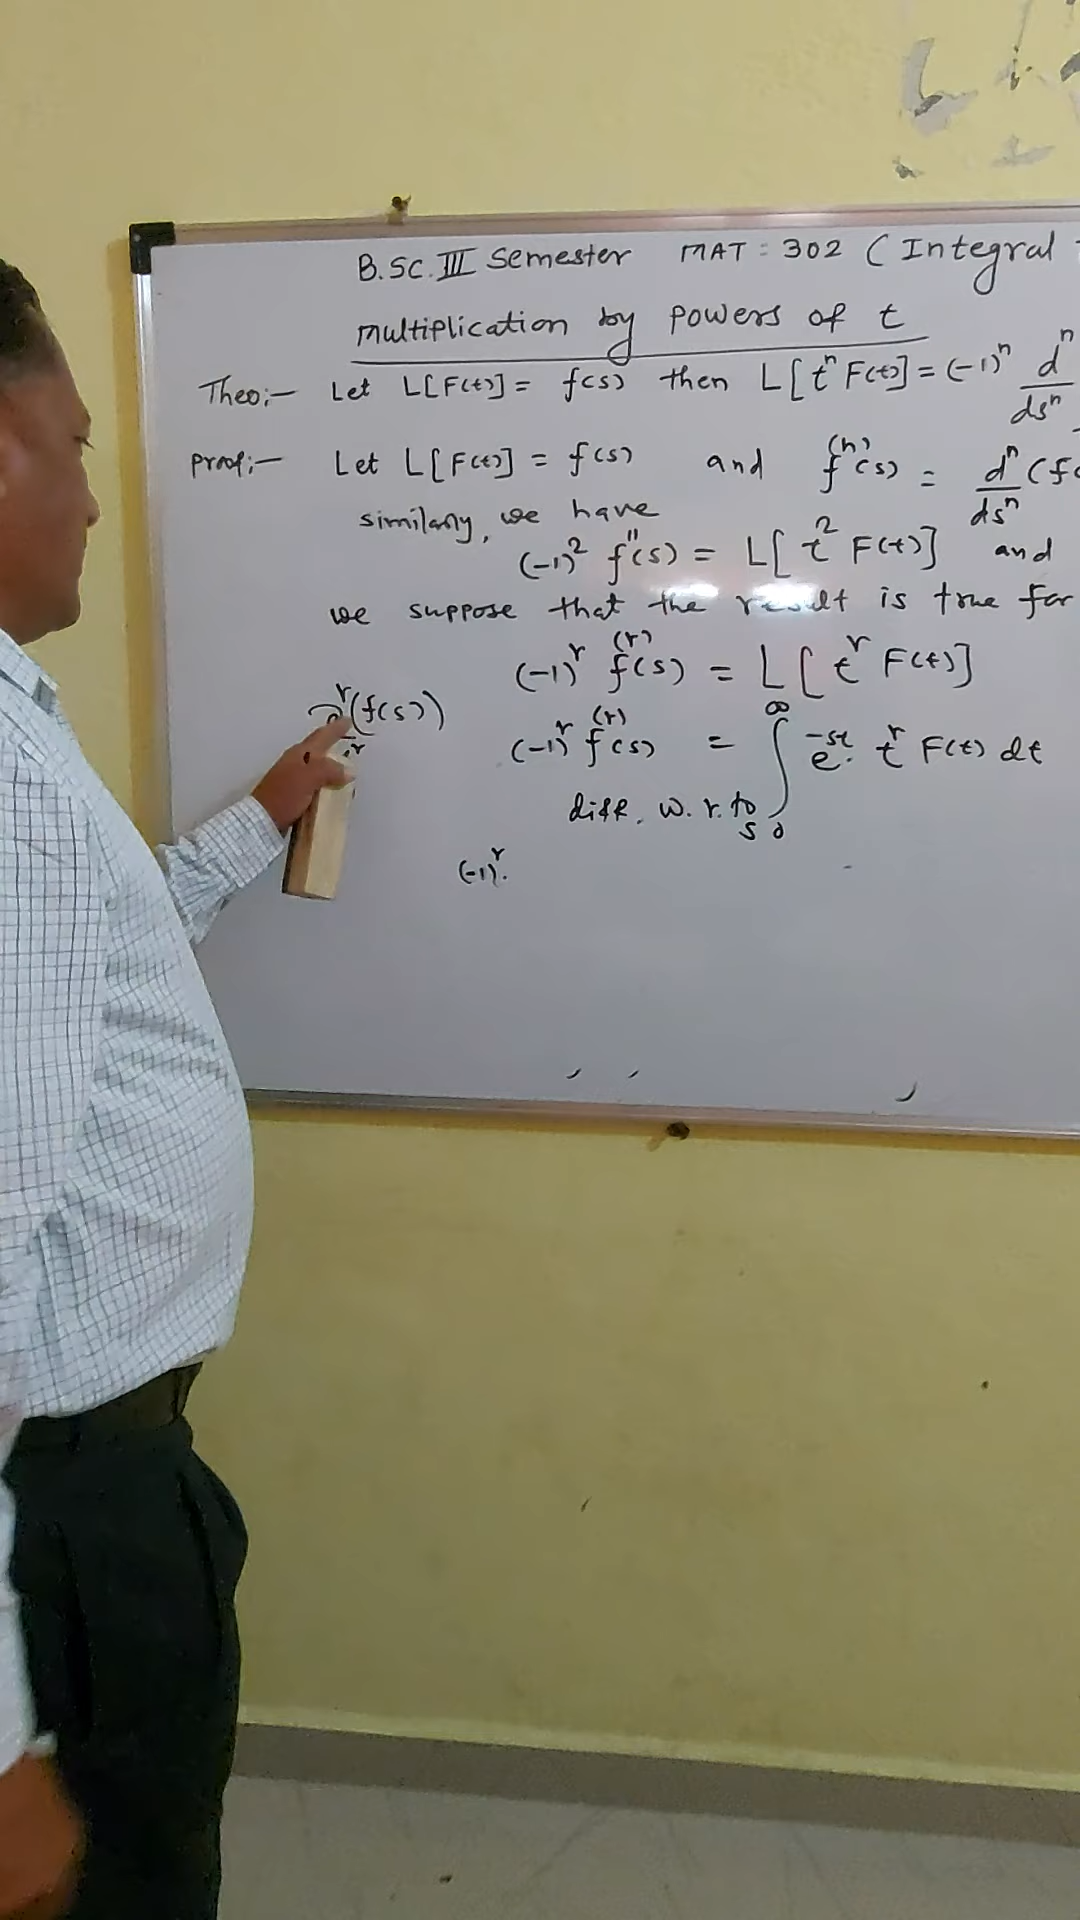 B.Sc. III Semester MAT : 302 ( Integral
multiplication by powers of t
Theo:- Let L[F(t)] = f(s) then L[t^n F(t)] = (-1)^n d^n/ds^n
Proof:- Let L[F(t)] = f(s) and f^(n)(s) = d^n/ds^n (f
similarly, we have
(-1)^2 f''(s) = L[ t^2 F(t)] and
we suppose that the result is true for
(-1)^r f^(r)(s) = L[ t^r F(t)]
^r (f(s))
(-1)^r f^(r)(s) = ∫_0^∞ e^-st. t^r F(t) dt
diff. w.r. to s
(-1)^r.